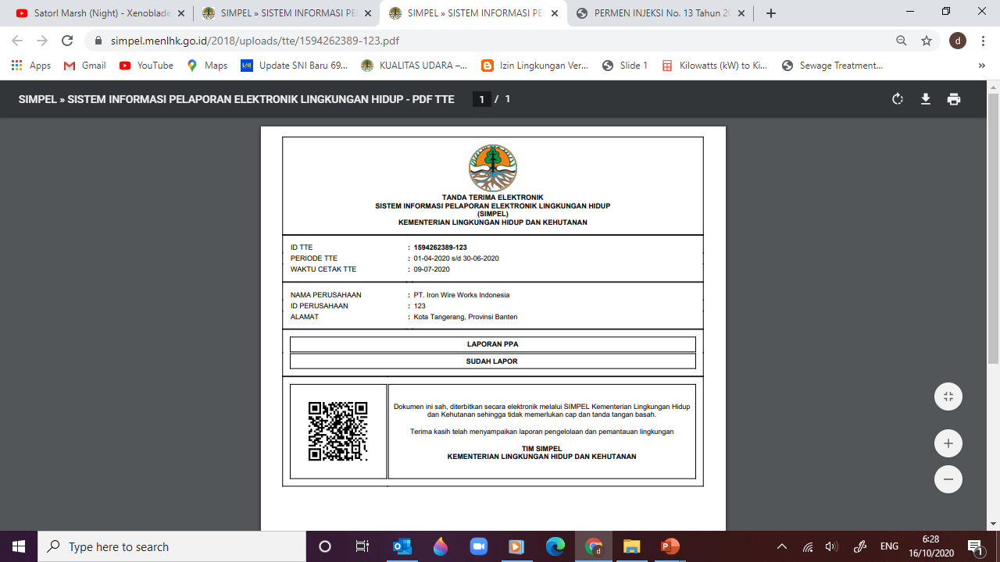 Satorl Marsh (Night) - Xenoblade
SIMPEL » SISTEM INFORMASI PE
SIMPEL » SISTEM INFORMASI PE
PERMEN INJEKSI No. 13 Tahun 20
simpel.menlhk.go.id/2018/uploads/tte/1594262389-123.pdf
d
Apps
Gmail
YouTube
Maps
Update SNI Baru 69...
KUALITAS UDARA –...
Izin Lingkungan Ver...
Slide 1
Kilowatts (kW) to Ki...
Sewage Treatment...
»
SIMPEL » SISTEM INFORMASI PELAPORAN ELEKTRONIK LINGKUNGAN HIDUP - PDF TTE
1 / 1
TANDA TERIMA ELEKTRONIK
SISTEM INFORMASI PELAPORAN ELEKTRONIK LINGKUNGAN HIDUP
(SIMPEL)
KEMENTERIAN LINGKUNGAN HIDUP DAN KEHUTANAN
ID TTE : 1594262389-123
PERIODE TTE : 01-04-2020 s/d 30-06-2020
WAKTU CETAK TTE : 09-07-2020
NAMA PERUSAHAAN : PT. Iron Wire Works Indonesia
ID PERUSAHAAN : 123
ALAMAT : Kota Tangerang, Provinsi Banten
LAPORAN PPA
SUDAH LAPOR
Dokumen ini sah, diterbitkan secara elektronik melalui SIMPEL Kementerian Lingkungan Hidup
dan Kehutanan sehingga tidak memerlukan cap dan tanda tangan basah.
Terima kasih telah menyampaikan laporan pengelolaan dan pemantauan lingkungan
TIM SIMPEL
KEMENTERIAN LINGKUNGAN HIDUP DAN KEHUTANAN
Type here to search
ENG
6:28
16/10/2020
1